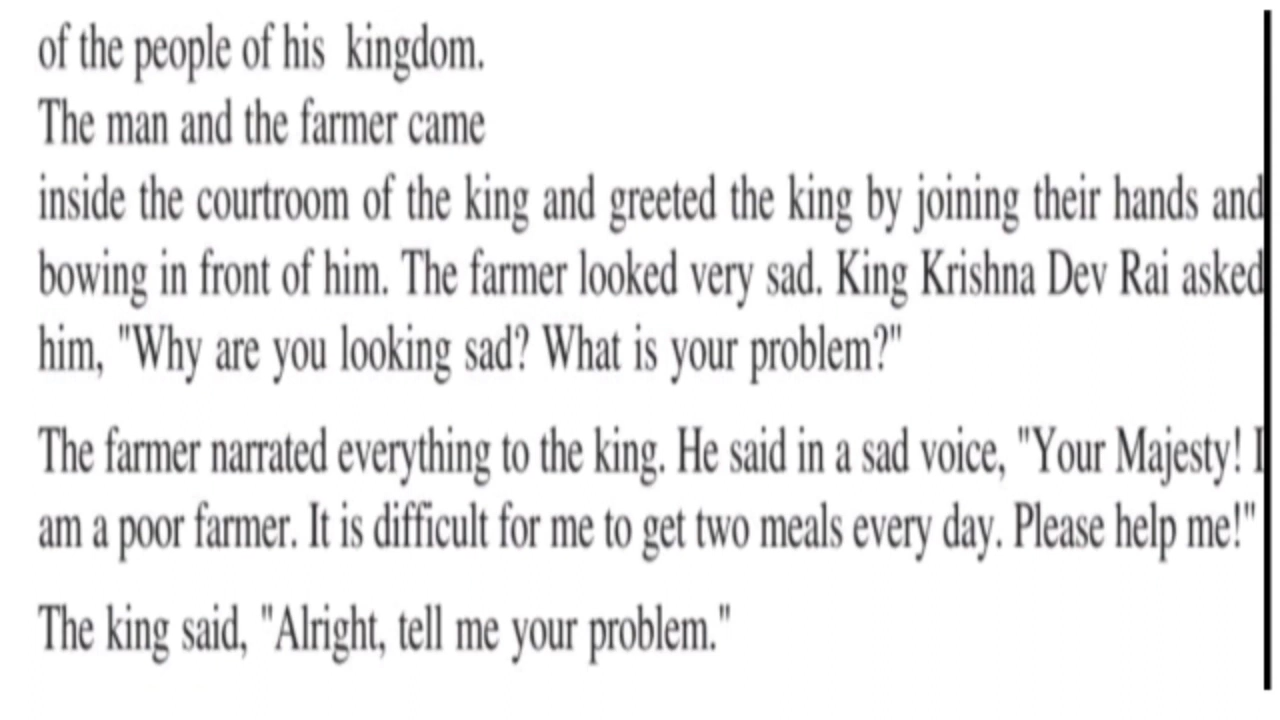 of the people of his kingdom.
The man and the farmer came
inside the courtroom of the king and greeted the king by joining their hands and
bowing in front of him. The farmer looked very sad. King Krishna Dev Rai asked
him, "Why are you looking sad? What is your problem?"
The farmer narrated everything to the king. He said in a sad voice, "Your Majesty! I
am a poor farmer. It is difficult for me to get two meals every day. Please help me!"
The king said, "Alright, tell me your problem."